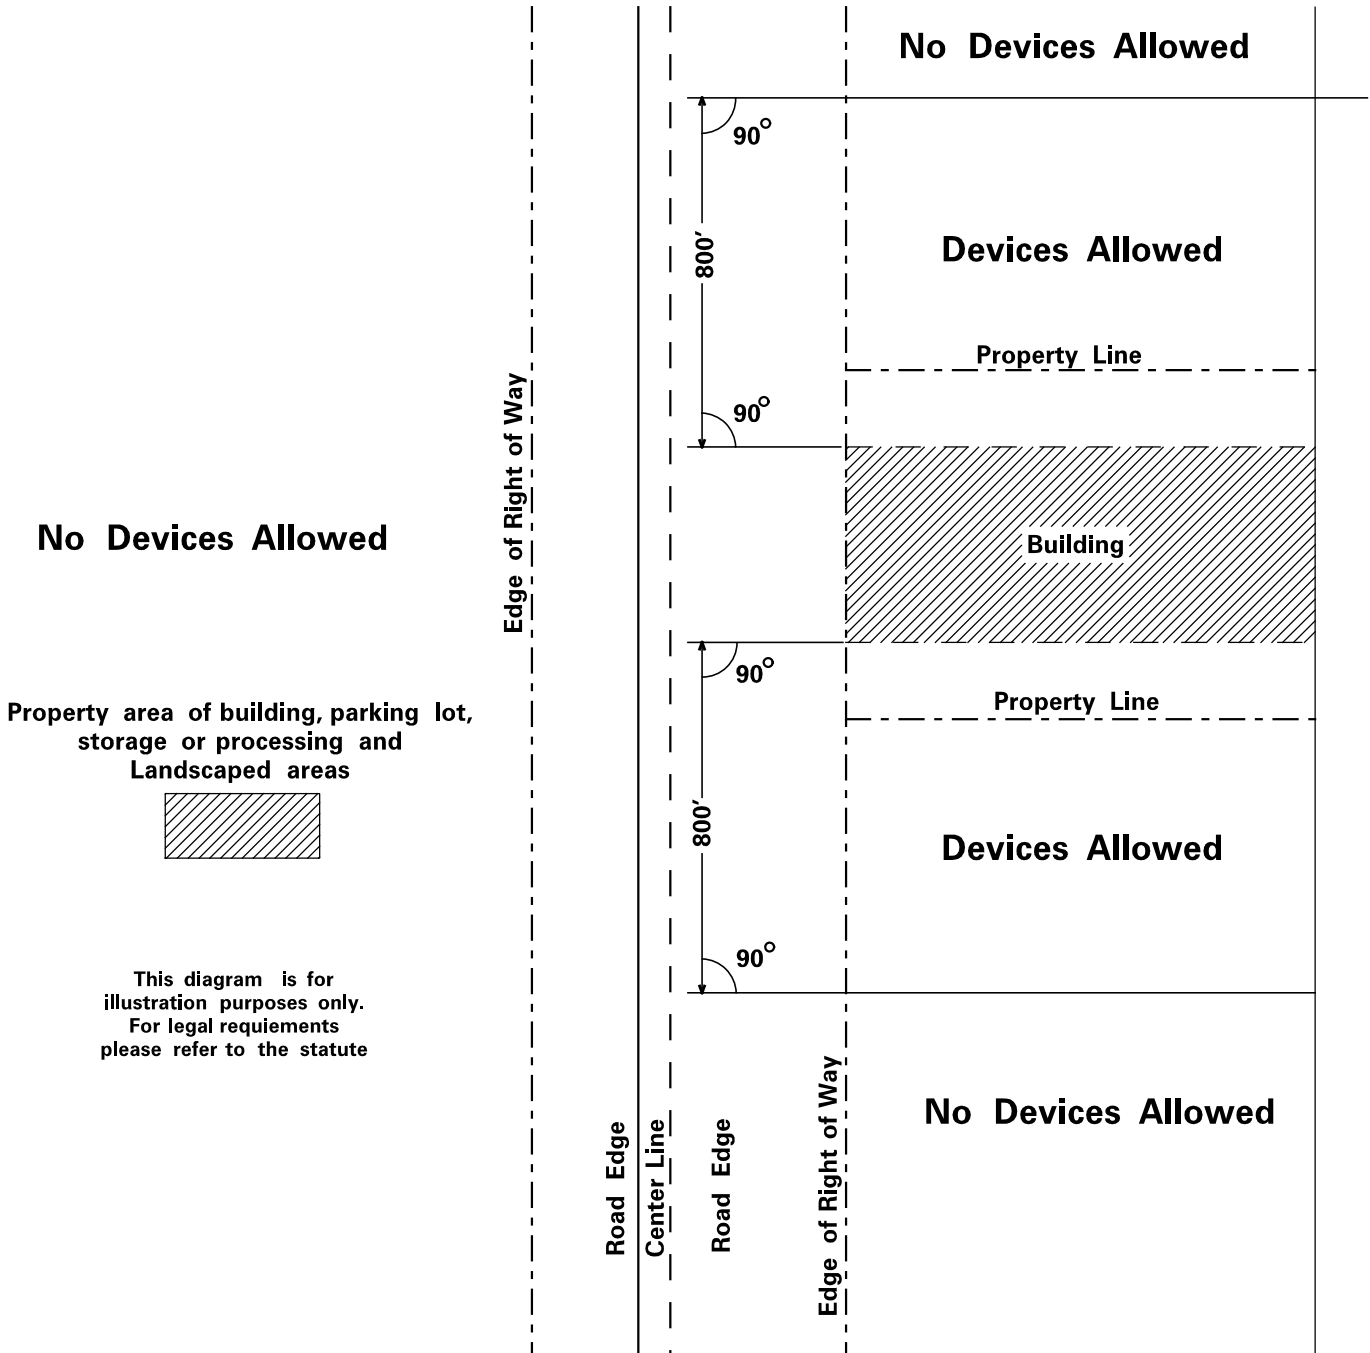 No Devices Allowed
90°
800'
Devices Allowed
Property Line
90°
Edge of Right of Way
No Devices Allowed
Building
90°
Property Line
Property area of building, parking lot,
storage or processing and
Landscaped areas
800'
Devices Allowed
90°
This diagram is for
illustration purposes only.
For legal requiements
please refer to the statute
No Devices Allowed
Road Edge
Center Line
Road Edge
Edge of Right of Way